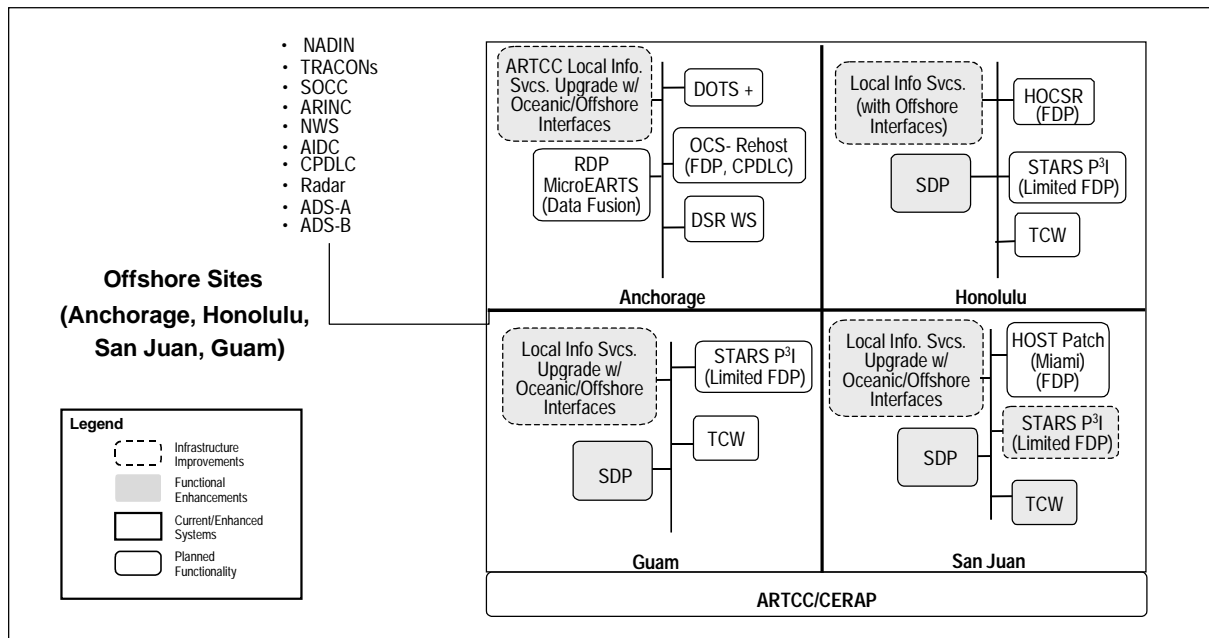 • NADIN
• TRACONs
• SOCC
• ARINC
• NWS
• AIDC
• CPDLC
• Radar
• ADS-A
• ADS-B
Offshore Sites
(Anchorage, Honolulu,
San Juan, Guam)
Legend
Infrastructure
Improvements
Functional
Enhancements
Current/Enhanced
Systems
Planned
Functionality
ARTCC Local Info.
Svcs. Upgrade w/
Oceanic/Offshore
Interfaces
DOTS +
OCS- Rehost
(FDP, CPDLC)
RDP
MicroEARTS
(Data Fusion)
DSR WS
Anchorage
Local Info Svcs.
(with Offshore
Interfaces)
HOCSR
(FDP)
SDP
STARS P³I
(Limited FDP)
TCW
Honolulu
Local Info Svcs.
Upgrade w/
Oceanic/Offshore
Interfaces
STARS P³I
(Limited FDP)
TCW
SDP
Guam
Local Info Svcs.
Upgrade w/
Oceanic/Offshore
Interfaces
HOST Patch
(Miami)
(FDP)
STARS P³I
(Limited FDP)
SDP
TCW
San Juan
ARTCC/CERAP